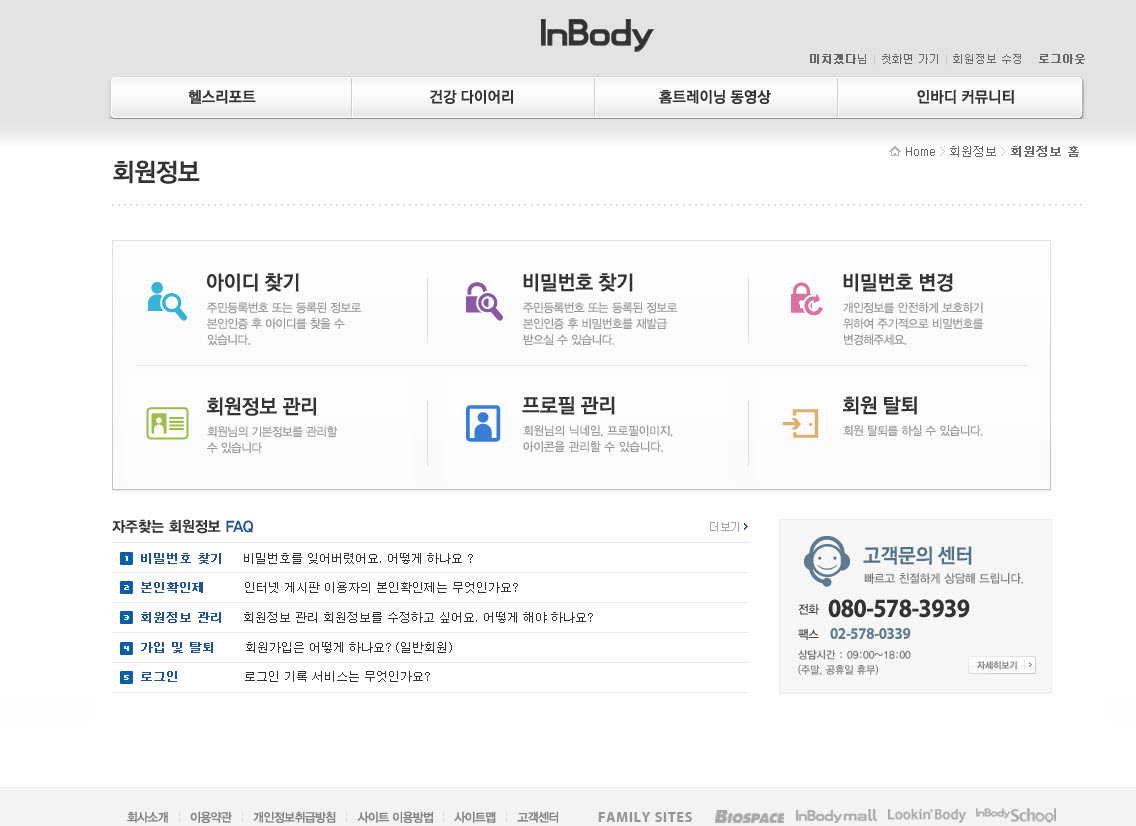 InBody
미치겠다님 | 첫화면 가기 | 회원정보 수정 로그아웃
헬스리포트 건강 다이어리 홈트레이닝 동영상 인바디 커뮤니티
Home > 회원정보 > 회원정보 홈
회원정보
아이디 찾기
주민등록번호 또는 등록된 정보로
본인인증 후 아이디를 찾을 수
있습니다.
비밀번호 찾기
주민등록번호 또는 등록된 정보로
본인인증 후 비밀번호를 재발급
받으실 수 있습니다.
비밀번호 변경
개인정보를 안전하게 보호하기
위하여 주기적으로 비밀번호를
변경해주세요.
회원정보 관리
회원님의 기본정보를 관리할
수 있습니다
프로필 관리
회원님의 닉네임, 프로필이미지,
아이콘을 관리할 수 있습니다.
회원 탈퇴
회원 탈퇴를 하실 수 있습니다.
자주찾는 회원정보 FAQ 더보기
1 비밀번호 찾기 비밀번호를 잊어버렸어요. 어떻게 하나요 ?
2 본인확인제 인터넷 게시판 이용자의 본인확인제는 무엇인가요?
3 회원정보 관리 회원정보 관리 회원정보를 수정하고 싶어요. 어떻게 해야 하나요?
4 가입 및 탈퇴 회원가입은 어떻게 하나요? (일반회원)
5 로그인 로그인 기록 서비스는 무엇인가요?
고객문의 센터
빠르고 친절하게 상담해 드립니다.
전화 080-578-3939
팩스 02-578-0339
상담시간 : 09:00~18:00
(주말, 공휴일 휴무)
자세히보기
회사소개 | 이용약관 | 개인정보취급방침 | 사이트 이용방법 | 사이트맵 | 고객센터 FAMILY SITES BIOSPACE InBodymall Lookin'Body InBodySchool